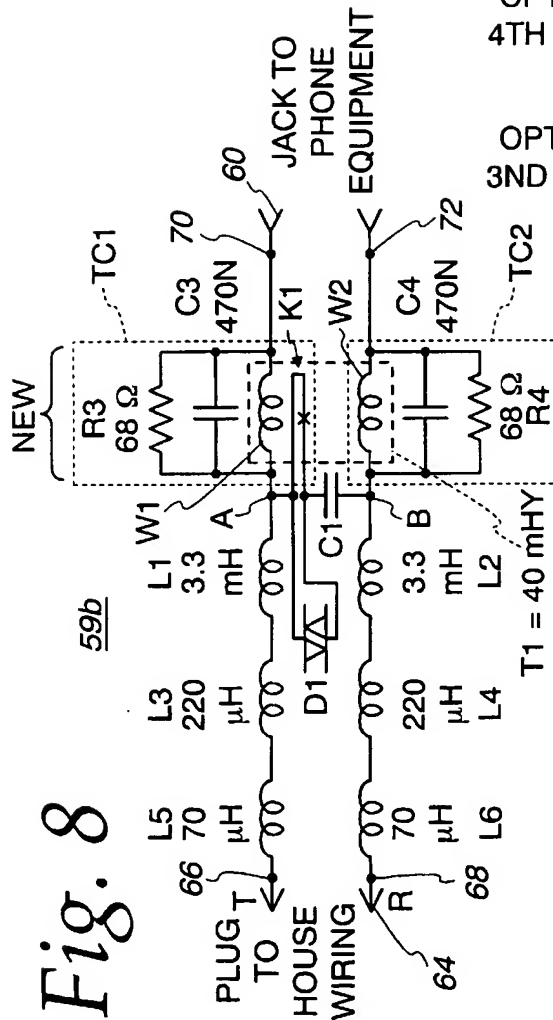 Fig. 8
59b
NEW
TC1
R3
68 Ω
C3
470N
K1
W1
A
L1
3.3
mH
L3
220
µH
L5
70
µH
66
T
PLUG
TO
HOUSE
WIRING
R
64
68
70
µH
L6
220
µH
L4
3.3
mH
L2
D1
C1
B
W2
C4
470N
68 Ω
R4
TC2
T1 = 40 mHY
70
60
JACK TO
PHONE
EQUIPMENT
72
4TH
OPT
3ND